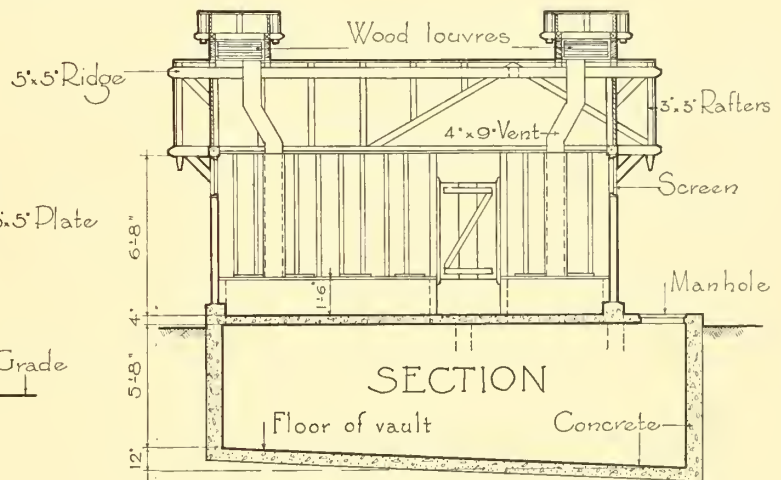 Wood louvres
5"x5" Ridge
3"x3" Rafters
4"x9" Vent
Screen
5"x5" Plate
6'-8"
1'-6"
Manhole
4"
Grade
5'-8"
SECTION
Floor of vault
Concrete
12"